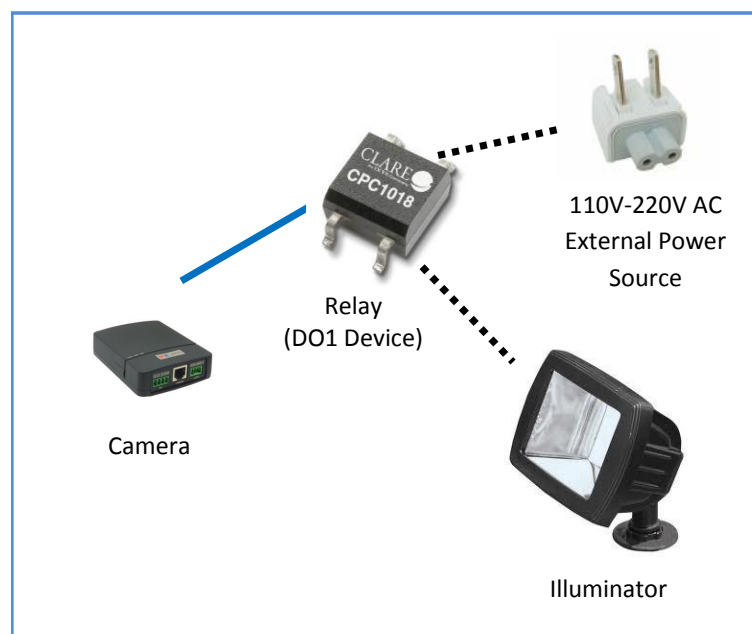 CLARE
CPC1018
110V-220V AC
External Power
Source
Relay
(DO1 Device)
Camera
Illuminator